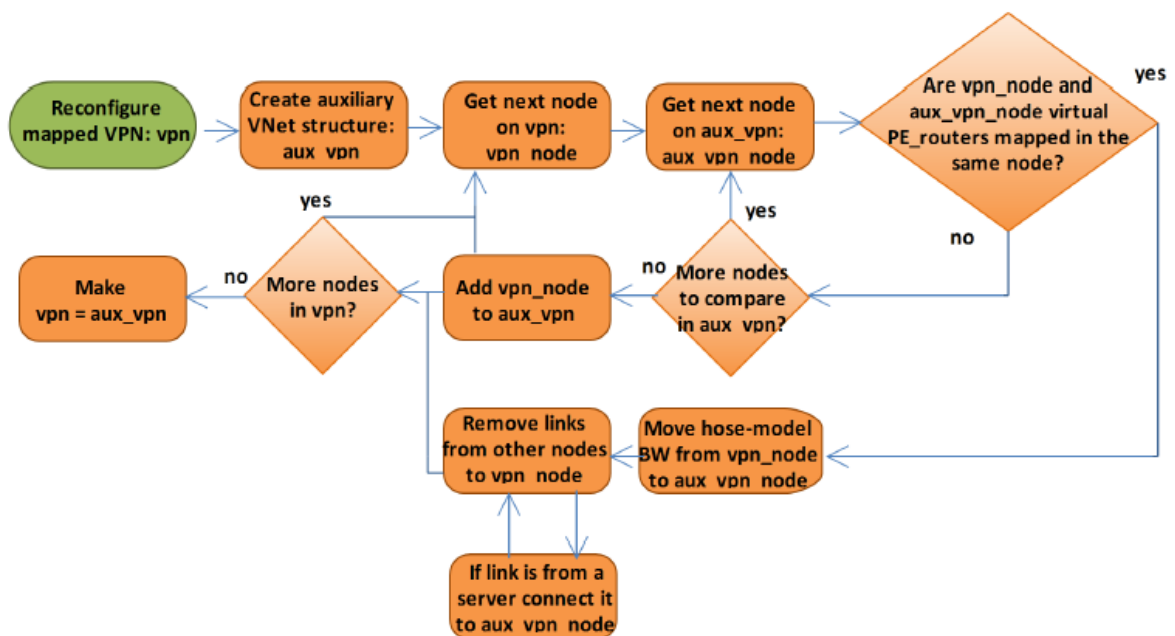 Reconfigure
mapped VPN: vpn
Create auxiliary
VNet structure:
aux_vpn
Get next node
on vpn:
vpn_node
Get next node
on aux_vpn:
aux_vpn_node
Are vpn_node and
aux_vpn_node virtual
PE_routers mapped in the
same node?
yes
no
yes
yes
More nodes
to compare
in aux_vpn?
no
Add vpn_node
to aux_vpn
More nodes
in vpn?
no
Make
vpn = aux_vpn
Move hose-model
BW from vpn_node
to aux_vpn_node
Remove links
from other nodes
to vpn_node
If link is from a
server connect it
to aux_vpn_node